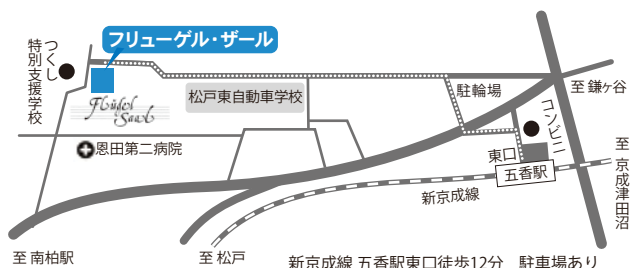 フリューゲル・ザール
つくし
特別支援学校
Flügel
Saal
松戸東自動車学校
駐輪場
至 鎌ヶ谷
コンビニ
恩田第二病院
東口
五香駅
至 京成津田沼
新京成線
至 南柏駅
至 松戸
新京成線 五香駅東口徒歩12分 駐車場あり